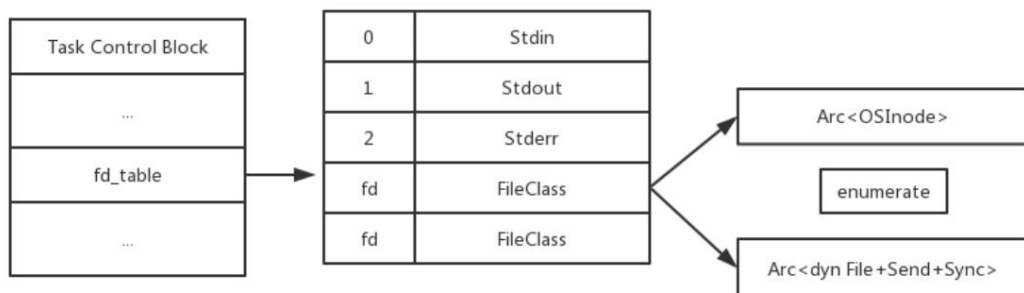 Task Control Block
...
fd_table
...
0 Stdin
1 Stdout
2 Stderr
fd FileClass
fd FileClass
Arc<OSInode>
enumerate
Arc<dyn File+Send+Sync>